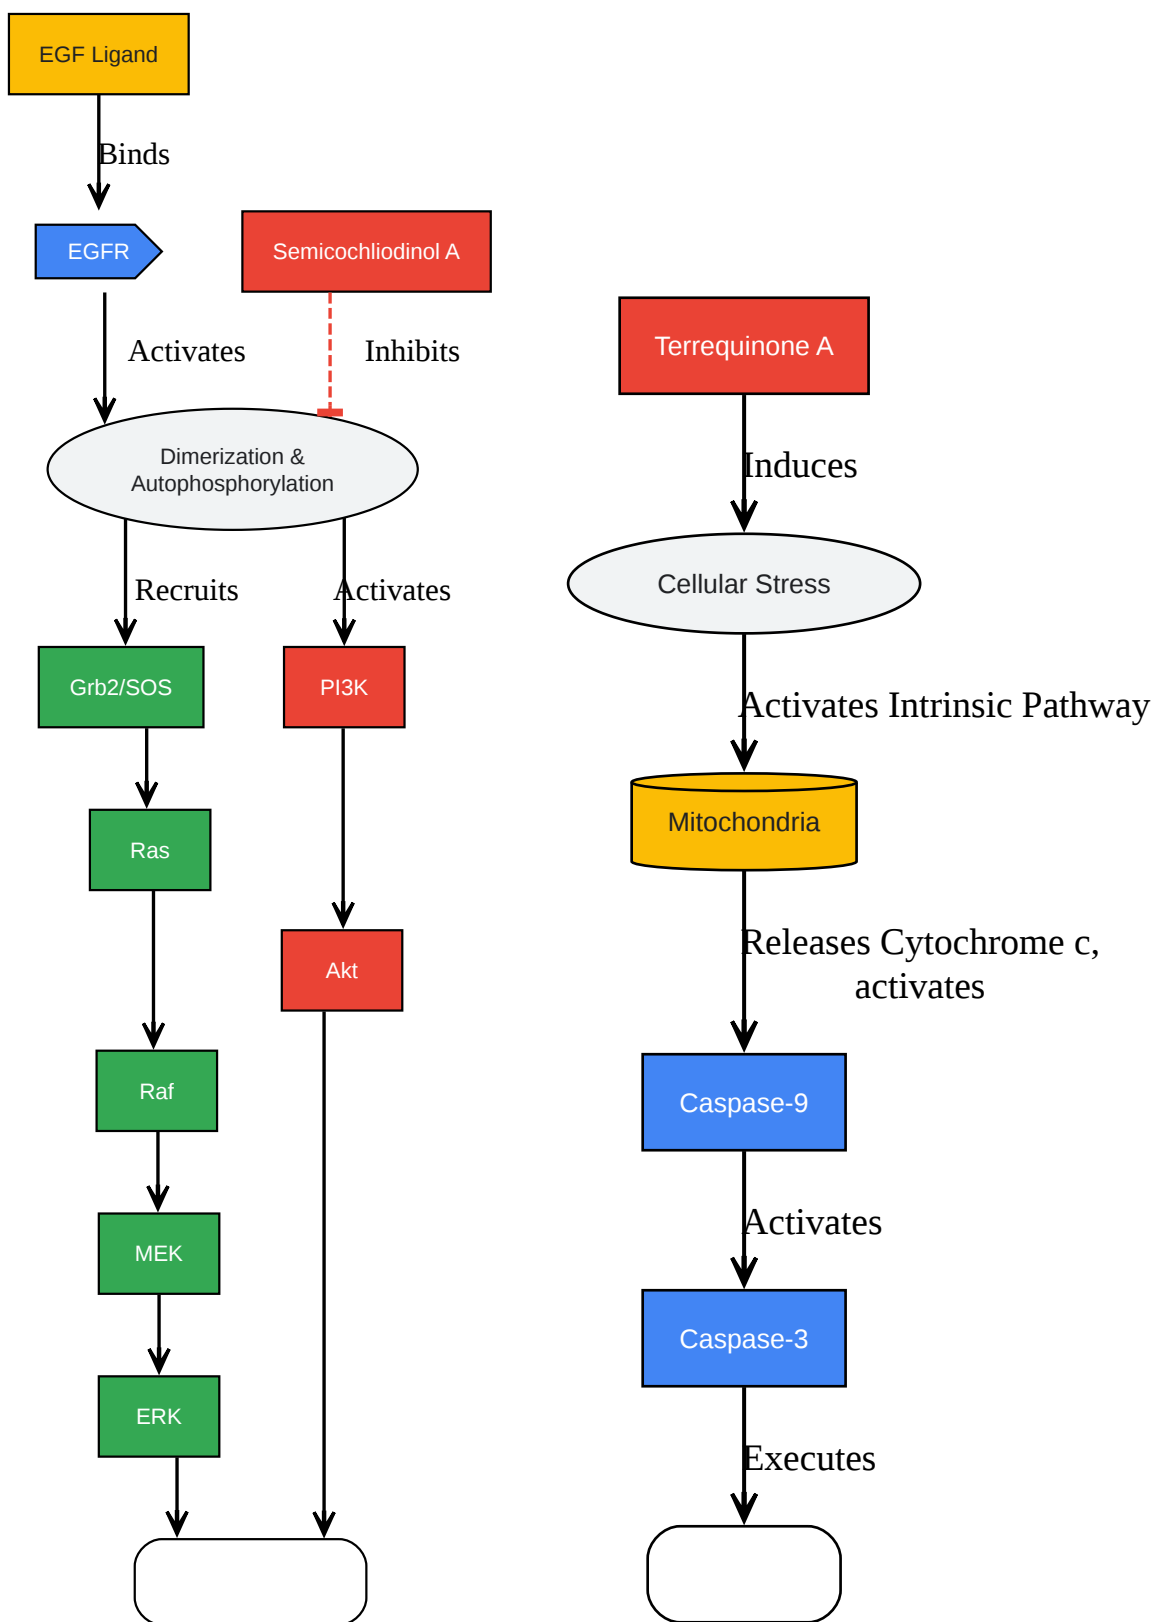 EGF Ligand
Binds
EGFR
Semicochliodinol A
Activates
Inhibits
Dimerization &
Autophosphorylation
Recruits
Activates
Grb2/SOS
PI3K
Ras
Akt
Raf
MEK
ERK
Terrequinone A
Induces
Cellular Stress
Activates Intrinsic Pathway
Mitochondria
Releases Cytochrome c,
activates
Caspase-9
Activates
Caspase-3
Executes